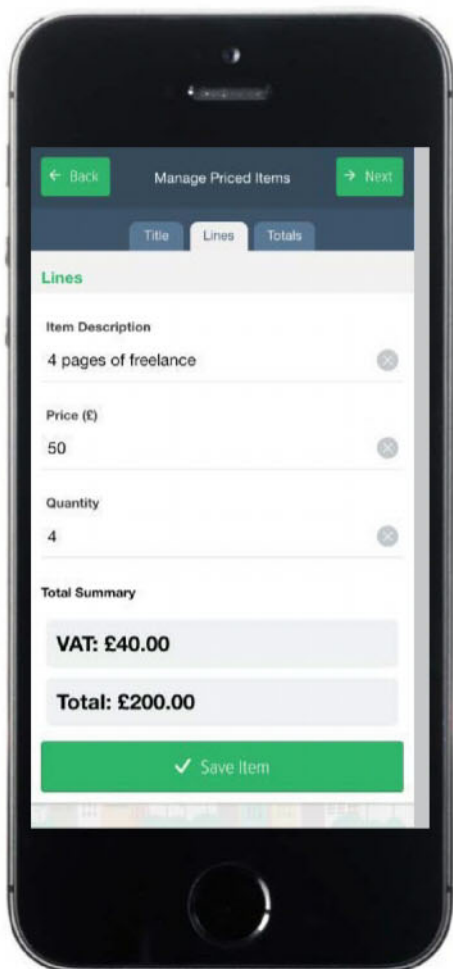 ← Back
Manage Priced Items
→ Next
Title
Lines
Totals
Lines
Item Description
4 pages of freelance
Price (£)
50
Quantity
4
Total Summary
VAT: £40.00
Total: £200.00
✓ Save Item